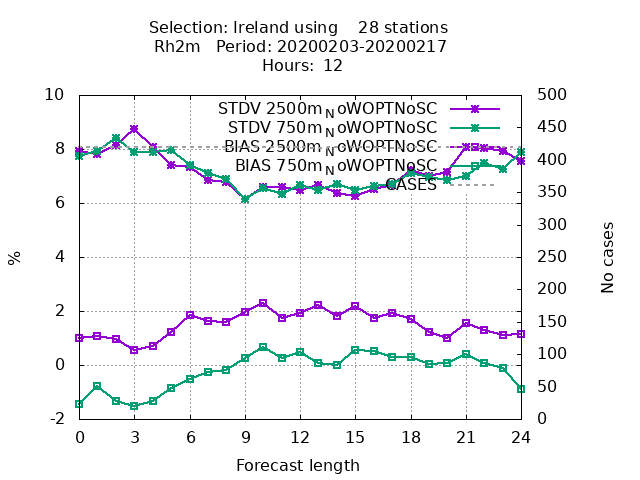 Selection: Ireland using 28 stations
Rh2m Period: 20200203-20200217
Hours: 12
STDV 2500m_NoWOPTNoSC
STDV 750m_NoWOPTNoSC
BIAS 2500m_NoWOPTNoSC
BIAS 750m_NoWOPTNoSC
CASES
%
10
8
6
4
2
0
-2
500
450
400
350
300
250
200
150
100
50
0
No cases
0 3 6 9 12 15 18 21 24
Forecast length